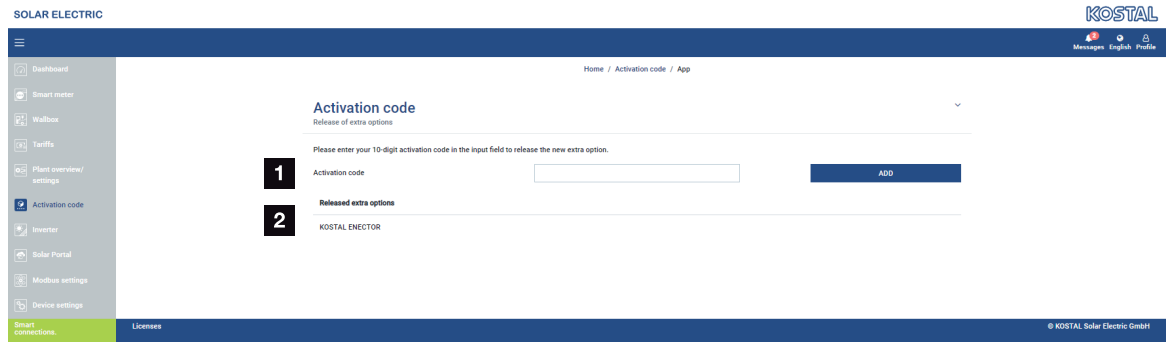 SOLAR ELECTRIC
KOSTAL
2
Messages English Profile
Dashboard
Smart meter
Wallbox
Tariffs
Plant overview/
settings
Activation code
Inverter
Solar Portal
Modbus settings
Device settings
Smart
connections.
Home / Activation code / App
Activation code
Release of extra options
Please enter your 10-digit activation code in the input field to release the new extra option.
1
Activation code
ADD
Released extra options
2
KOSTAL ENECTOR
Licenses
© KOSTAL Solar Electric GmbH